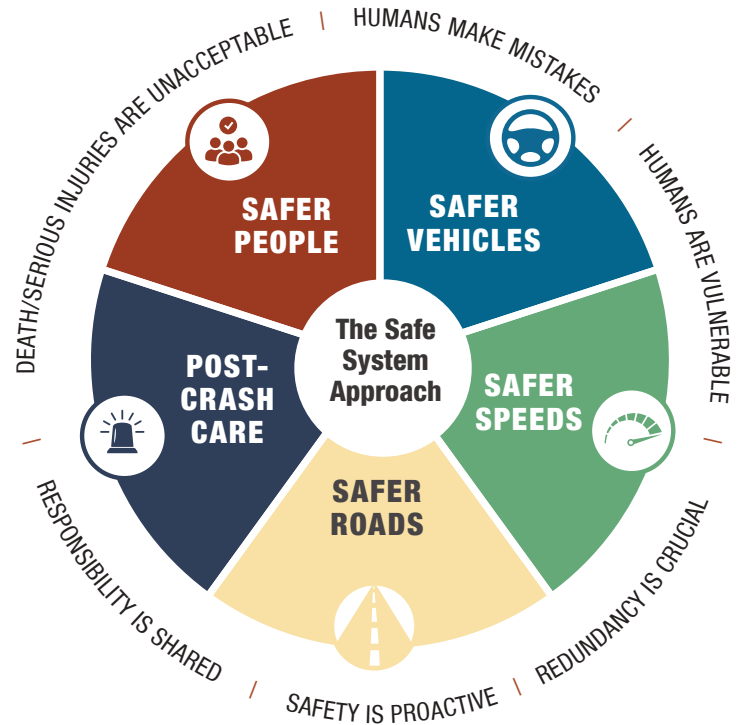 DEATH/SERIOUS INJURIES ARE UNACCEPTABLE
HUMANS MAKE MISTAKES
HUMANS ARE VULNERABLE
REDUNDANCY IS CRUCIAL
SAFETY IS PROACTIVE
RESPONSIBILITY IS SHARED
SAFER
PEOPLE
SAFER
VEHICLES
SAFER
SPEEDS
SAFER
ROADS
POST-
CRASH
CARE
The Safe
System
Approach